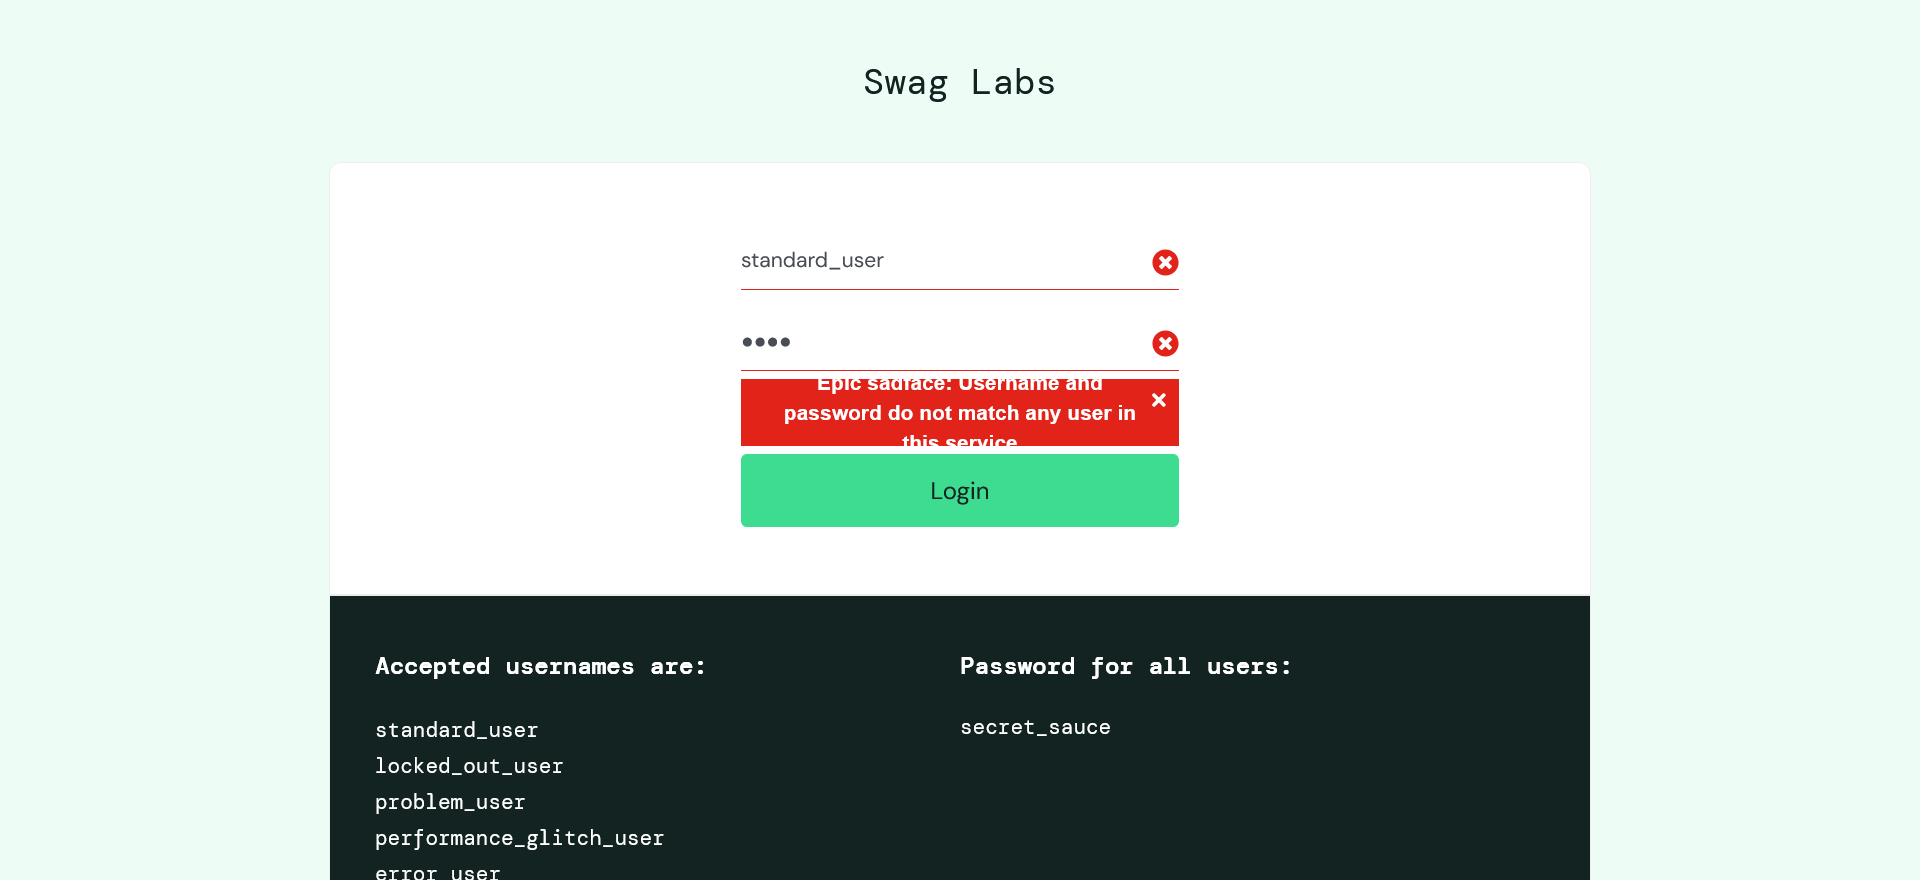 Swag Labs
standard_user
••••
Epic sadface: Username and
password do not match any user in
this service
Login
Accepted usernames are:
standard_user
locked_out_user
problem_user
performance_glitch_user
error_user
Password for all users:
secret_sauce